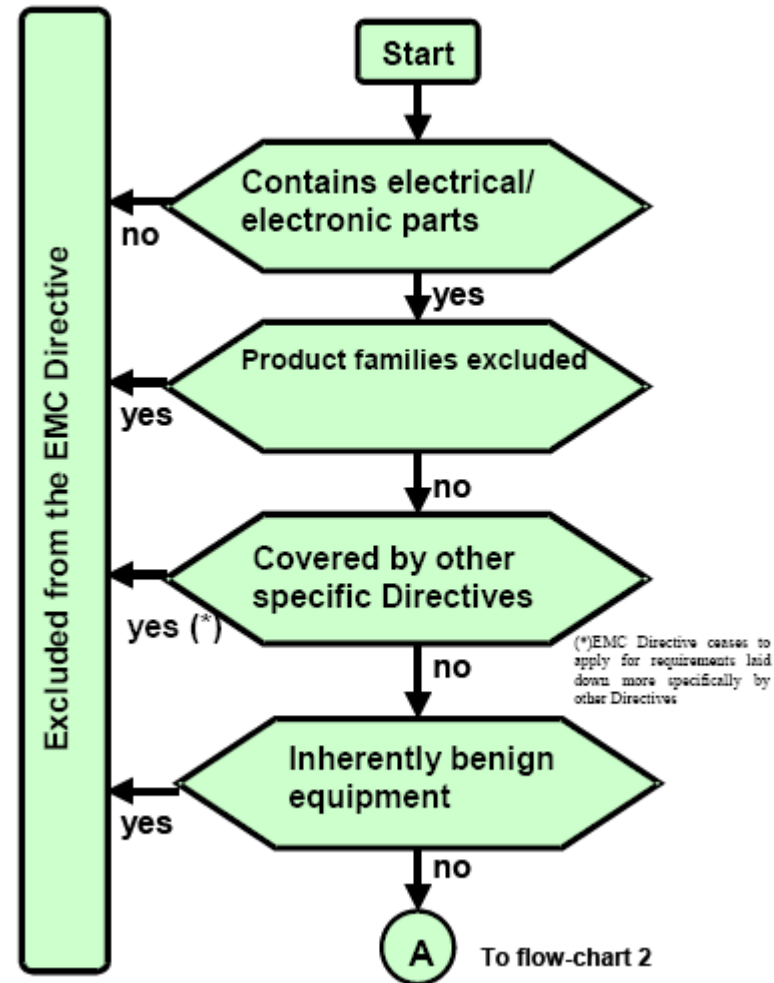 Start
Contains electrical/
electronic parts
no
yes
Product families excluded
yes
no
Covered by other
specific Directives
yes (*)
no
(*)EMC Directive ceases to
apply for requirements laid
down more specifically by
other Directives
Inherently benign
equipment
yes
no
A
To flow-chart 2
Excluded from the EMC Directive